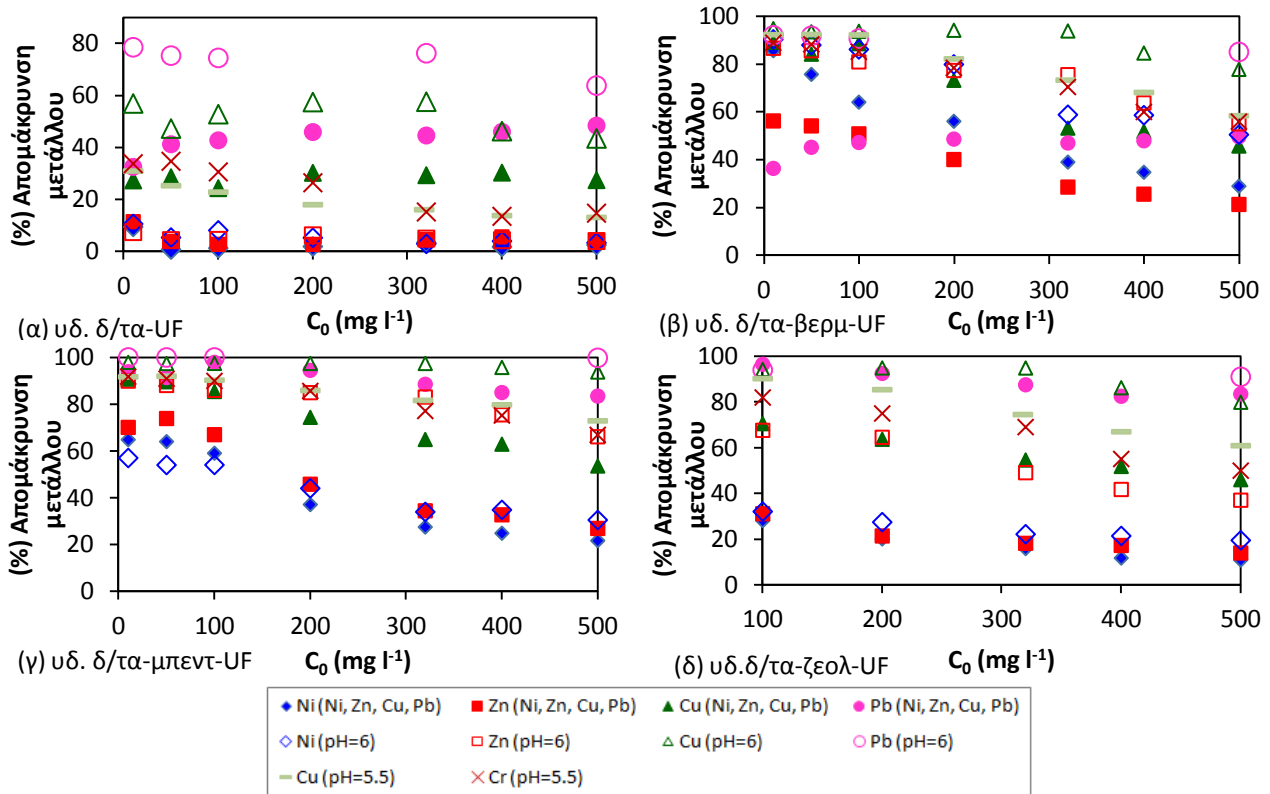 (%) Απομάκρυνση
μετάλλου
80
60
40
20
0
0 100 200 300 400 500
(α) υδ. δ/τα-UF
C₀ (mg l⁻¹)
(%) Απομάκρυνση
μετάλλου
100
80
60
40
20
0
0 100 200 300 400 500
(β) υδ. δ/τα-βερμ-UF
C₀ (mg l⁻¹)
(%) Απομάκρυνση
μετάλλου
100
80
60
40
20
0
0 100 200 300 400 500
(γ) υδ. δ/τα-μπεντ-UF
C₀ (mg l⁻¹)
(%) Απομάκρυνση
μετάλλου
100
80
60
40
20
0
100 200 300 400 500
(δ) υδ.δ/τα-ζεολ-UF
C₀ (mg l⁻¹)
Ni (Ni, Zn, Cu, Pb) Zn (Ni, Zn, Cu, Pb) Cu (Ni, Zn, Cu, Pb) Pb (Ni, Zn, Cu, Pb)
Ni (pH=6) Zn (pH=6) Cu (pH=6) Pb (pH=6)
Cu (pH=5.5) Cr (pH=5.5)